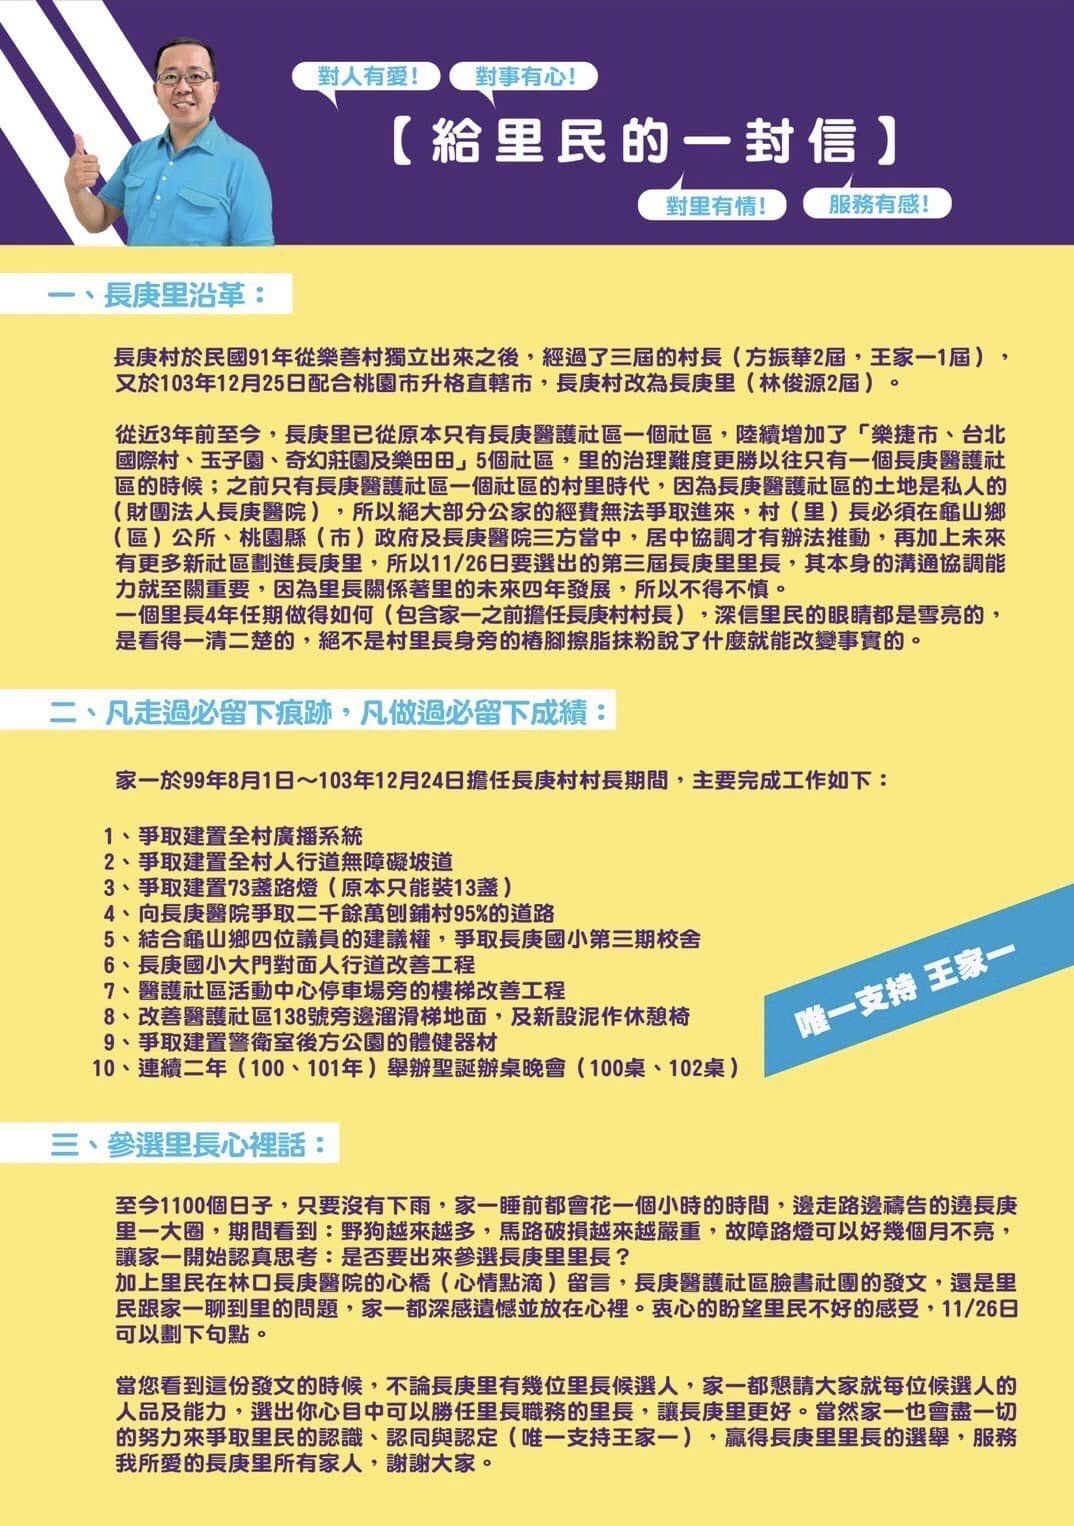 對人有愛!
對事有心!
【給里民的一封信】
對里有情!
服務有感!
一、長庚里沿革：
長庚村於民國91年從樂善村獨立出來之後，經過了三屆的村長（方振華2屆，王家一1屆），
又於103年12月25日配合桃園市升格直轄市，長庚村改為長庚里（林俊源2屆）。
從近3年前至今，長庚里已從原本只有長庚醫護社區一個社區，陸續增加了「樂捷市、台北
國際村、玉子園、奇幻莊園及樂田田」5個社區，里的治理難度更勝以往只有一個長庚醫護社
區的時候；之前只有長庚醫護社區一個社區的村里時代，因為長庚醫護社區的土地是私人的
（財團法人長庚醫院），所以絕大部分公家的經費無法爭取進來，村（里）長必須在龜山鄉
（區）公所、桃園縣（市）政府及長庚醫院三方當中，居中協調才有辦法推動，再加上未來
有更多新社區劃進長庚里，所以11/26日要選出的第三屆長庚里里長，其本身的溝通協調能
力就至關重要，因為里長關係著里的未來四年發展，所以不得不慎。
一個里長4年任期做得如何（包含家一之前擔任長庚村村長），深信里民的眼睛都是雪亮的，
是看得一清二楚的，絕不是村里長身旁的樁腳擦脂抹粉說了什麼就能改變事實的。
二、凡走過必留下痕跡，凡做過必留下成績：
家一於99年8月1日～103年12月24日擔任長庚村村長期間，主要完成工作如下：
1、爭取建置全村廣播系統
2、爭取建置全村人行道無障礙坡道
3、爭取建置73盞路燈（原本只能裝13盞）
4、向長庚醫院爭取二千餘萬刨鋪村95%的道路
5、結合龜山鄉四位議員的建議權，爭取長庚國小第三期校舍
6、長庚國小大門對面人行道改善工程
7、醫護社區活動中心停車場旁的樓梯改善工程
8、改善醫護社區138號旁邊溜滑梯地面，及新設泥作休憩椅
9、爭取建置警衛室後方公園的體健器材
10、連續二年（100、101年）舉辦聖誕辦桌晚會（100桌、102桌）
唯一支持 王家一
三、參選里長心裡話：
至今1100個日子，只要沒有下雨，家一睡前都會花一個小時的時間，邊走路邊禱告的遶長庚
里一大圈，期間看到：野狗越來越多，馬路破損越來越嚴重，故障路燈可以好幾個月不亮，
讓家一開始認真思考：是否要出來參選長庚里里長？
加上里民在林口長庚醫院的心橋（心情點滴）留言，長庚醫護社區臉書社團的發文，還是里
民跟家一聊到里的問題，家一都深感遺憾並放在心裡。衷心的盼望里民不好的感受，11/26日
可以劃下句點。
當您看到這份發文的時候，不論長庚里有幾位里長候選人，家一都懇請大家就每位候選人的
人品及能力，選出你心目中可以勝任里長職務的里長，讓長庚里更好。當然家一也會盡一切
的努力來爭取里民的認識、認同與認定（唯一支持王家一），贏得長庚里里長的選舉，服務
我所愛的長庚里所有家人，謝謝大家。